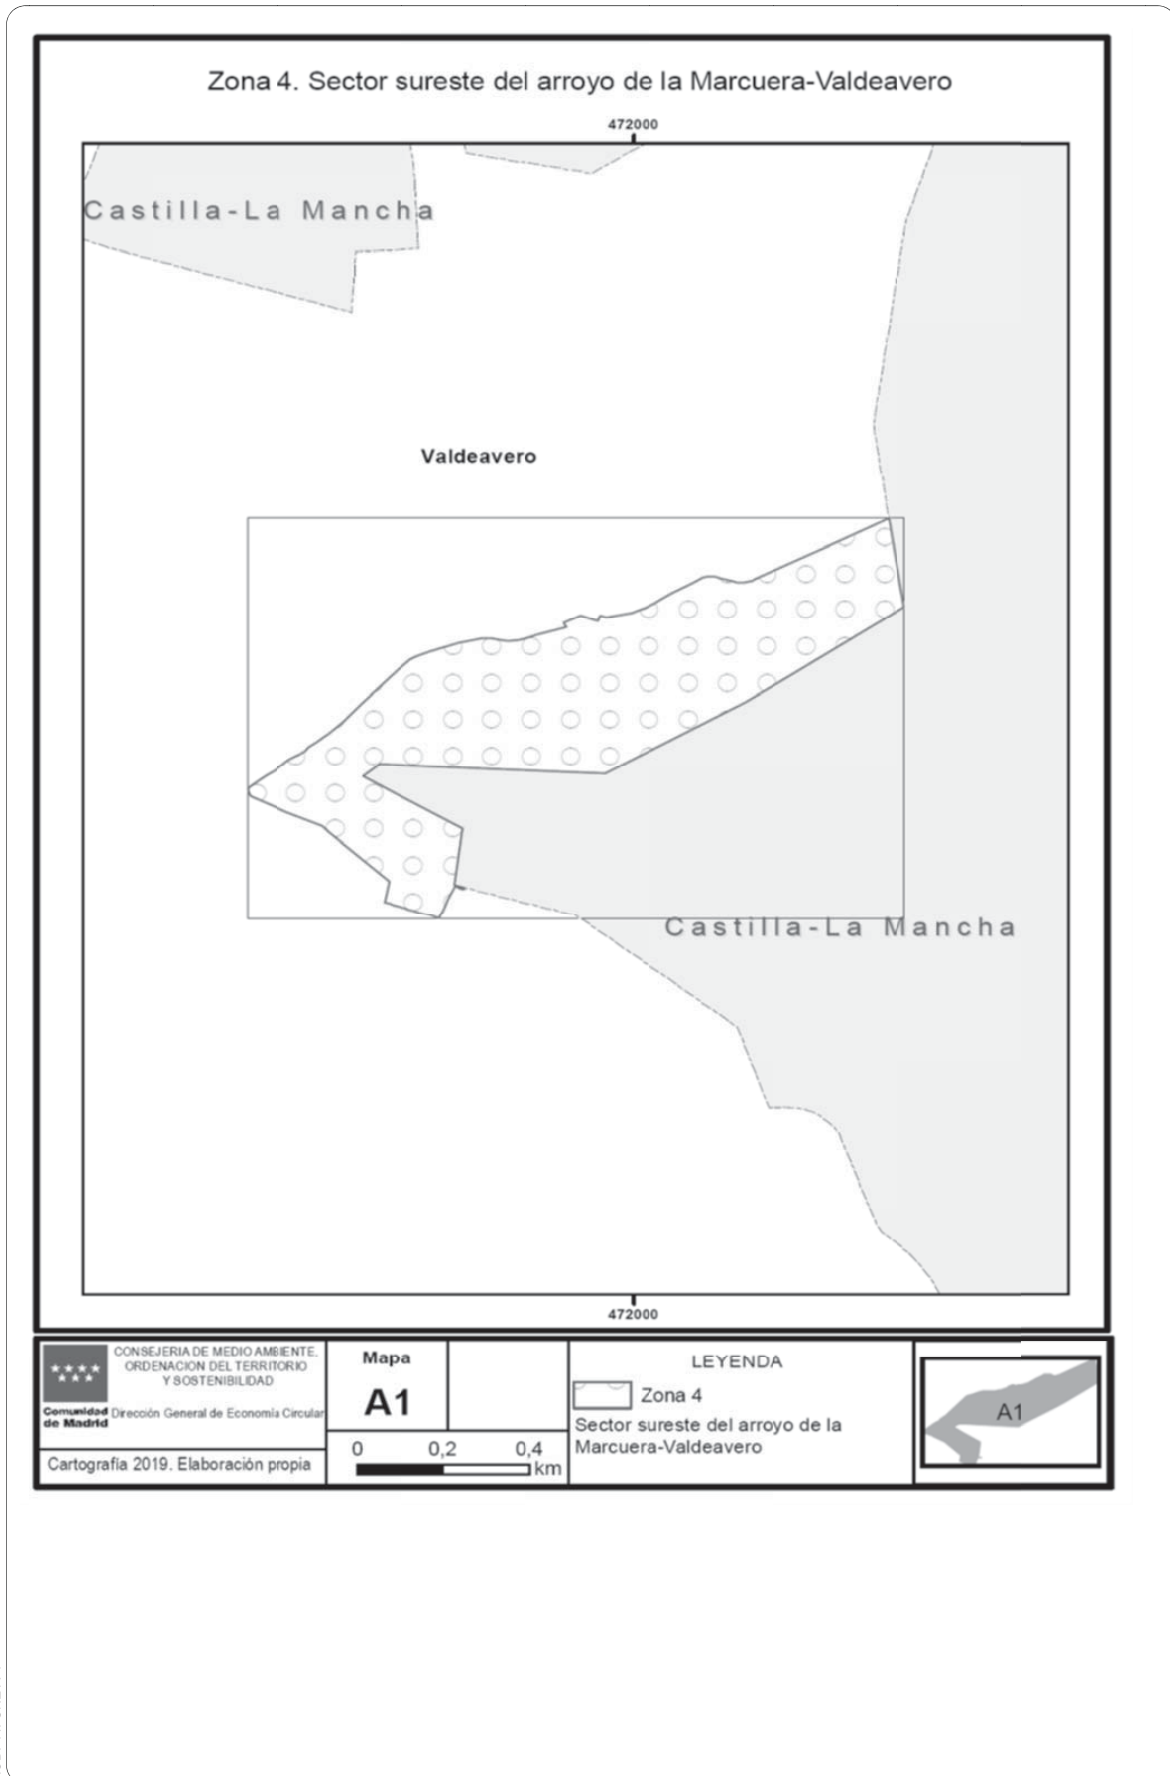 Zona 4. Sector sureste del arroyo de la Marcuera-Valdeavero
472000
Castilla-La Mancha
Valdeavero
Castilla-La Mancha
472000
CONSEJERIA DE MEDIO AMBIENTE,
ORDENACION DEL TERRITORIO
Y SOSTENIBILIDAD
Comunidad
de Madrid
Dirección General de Economía Circular
Cartografía 2019. Elaboración propia
Mapa
A1
0 0,2 0,4
km
LEYENDA
Zona 4
Sector sureste del arroyo de la
Marcuera-Valdeavero
A1